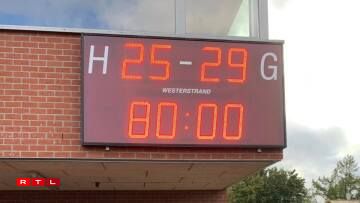 H 25-29 G
WESTERSTRAND
80:00
RTL